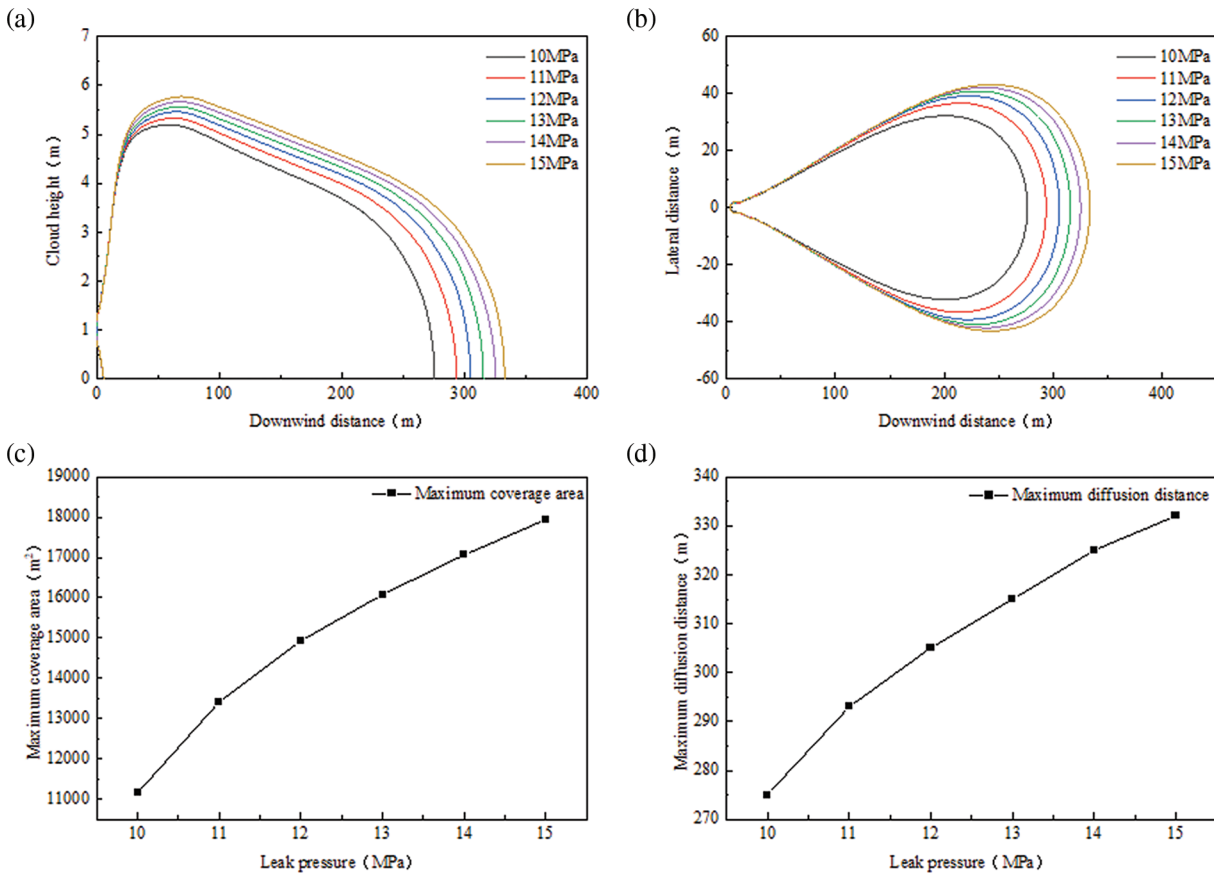 (a)
7
6
5
4
3
2
1
0
Cloud height (m)
0 100 200 300 400
Downwind distance (m)
10MPa
11MPa
12MPa
13MPa
14MPa
15MPa
(b)
60
40
20
0
-20
-40
-60
Lateral distance (m)
0 100 200 300 400
Downwind distance (m)
10MPa
11MPa
12MPa
13MPa
14MPa
15MPa
(c)
19000
18000
17000
16000
15000
14000
13000
12000
11000
Maximum coverage area (m²)
Maximum coverage area
10 11 12 13 14 15
Leak pressure (MPa)
(d)
340
330
320
310
300
290
280
270
Maximum diffusion distance (m)
Maximum diffusion distance
10 11 12 13 14 15
Leak pressure (MPa)